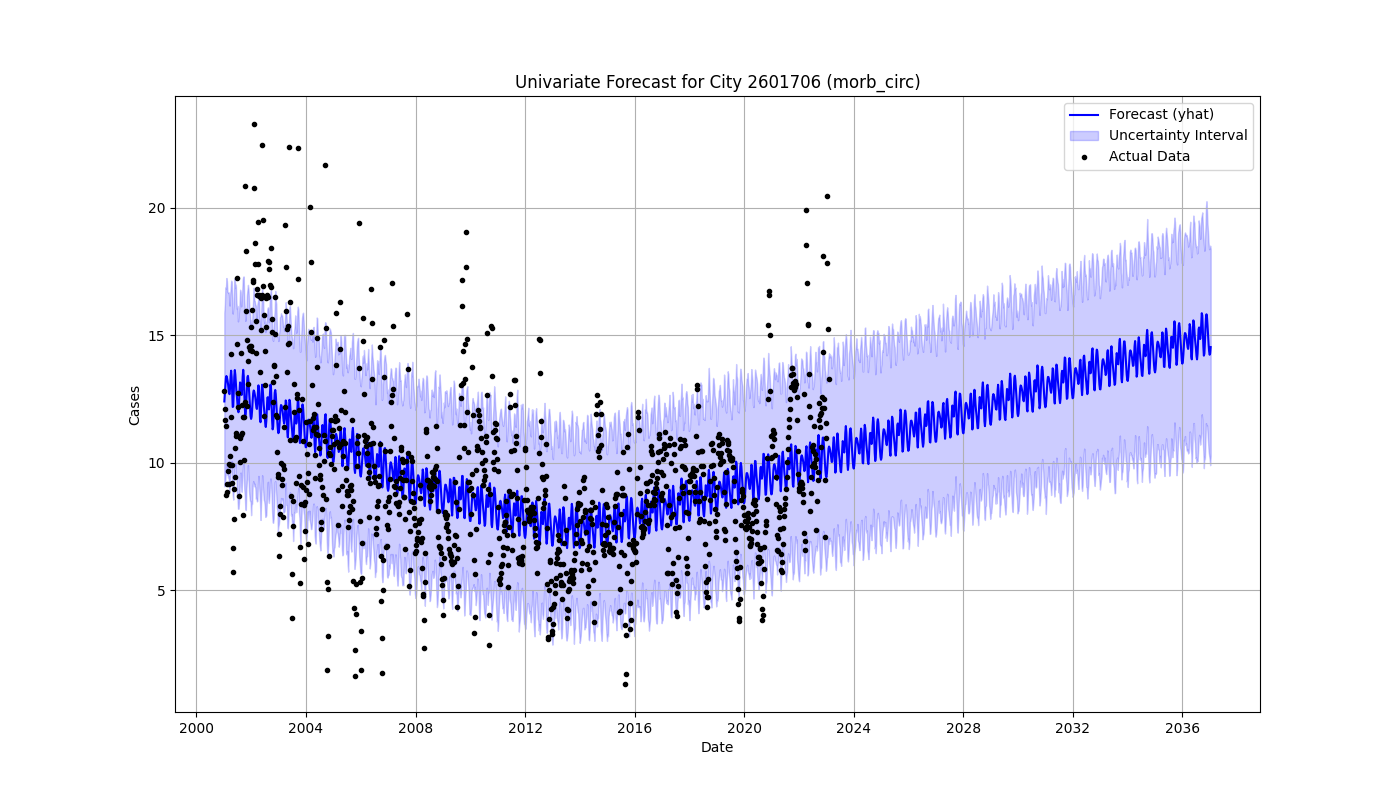 Univariate Forecast for City 2601706 (morb_circ)
Forecast (yhat)
Uncertainty Interval
Actual Data
Cases
20
15
10
5
2000 2004 2008 2012 2016 2020 2024 2028 2032 2036
Date